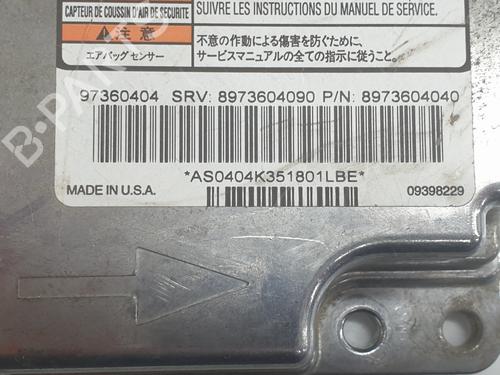 CAPTEUR DE COUSSIN D'AIR DE SÉCURITÉ
SUIVRE LES INSTRUCTIONS DU MANUEL DE SERVICE.
注意
エアバッグ センサー
不意の作動による傷害を防ぐために、
サービスマニュアルの全ての指示に従うこと。
97360404 SRV: 8973604090 P/N: 8973604040
*AS0404K351801LBE*
MADE IN U.S.A.
09398229
B-PARTS